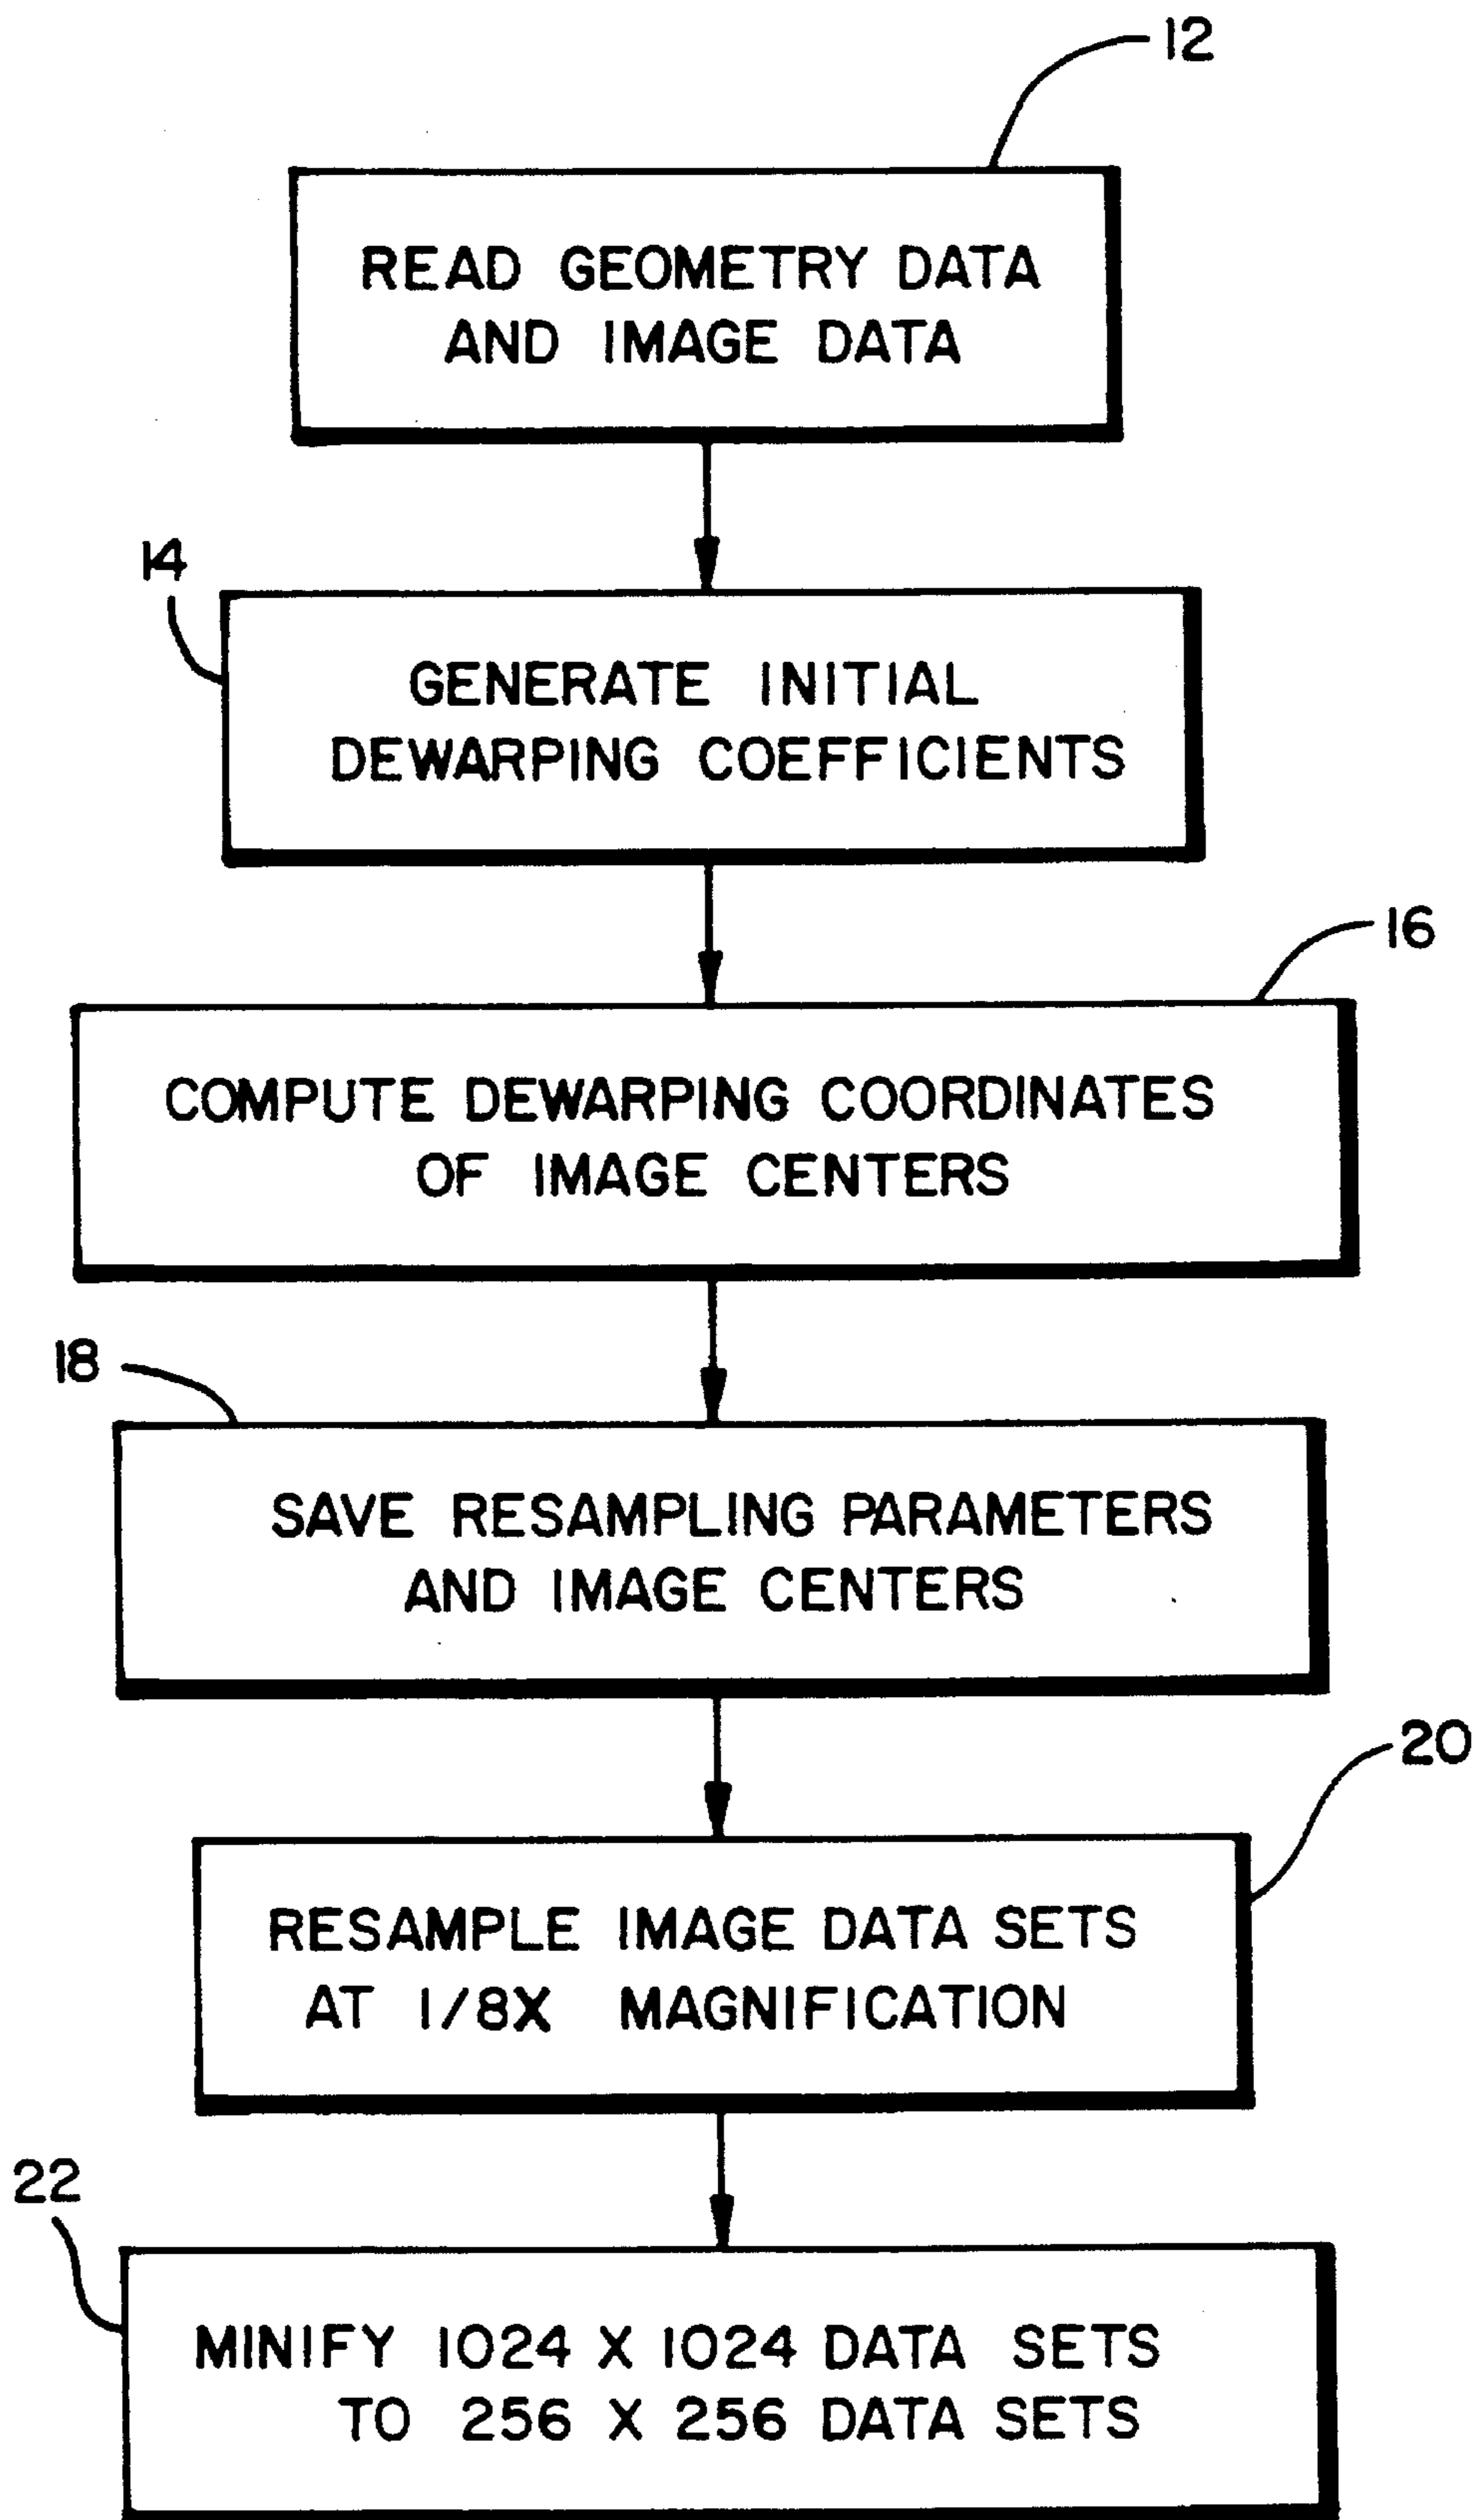 12
READ GEOMETRY DATA
AND IMAGE DATA
14
GENERATE INITIAL
DEWARPING COEFFICIENTS
16
COMPUTE DEWARPING COORDINATES
OF IMAGE CENTERS
18
SAVE RESAMPLING PARAMETERS
AND IMAGE CENTERS
20
RESAMPLE IMAGE DATA SETS
AT 1/8X MAGNIFICATION
22
MINIFY 1024 X 1024 DATA SETS
TO 256 X 256 DATA SETS